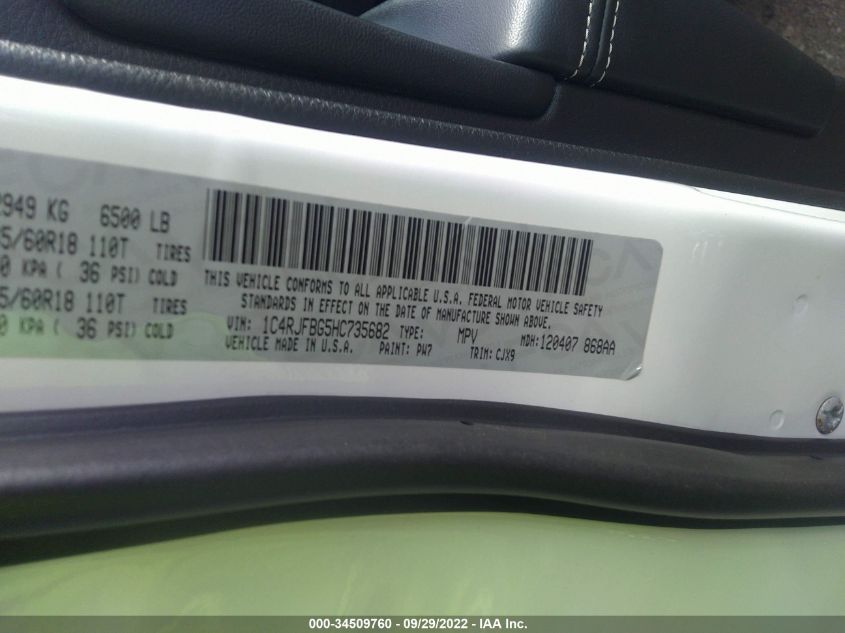 2949 KG 6500 LB
5/60R18 110T TIRES
0 KPA ( 36 PSI) COLD
5/60R18 110T TIRES
0 KPA ( 36 PSI) COLD
THIS VEHICLE CONFORMS TO ALL APPLICABLE U.S.A. FEDERAL MOTOR VEHICLE SAFETY
STANDARDS IN EFFECT ON THE DATE OF MANUFACTURE SHOWN ABOVE.
VIN: 1C4RJFBG5HC735682 TYPE: MPV MDH:120407 868AA
VEHICLE MADE IN U.S.A. PAINT: PW7 TRIM: CJX9
000-34509760 - 09/29/2022 - IAA Inc.